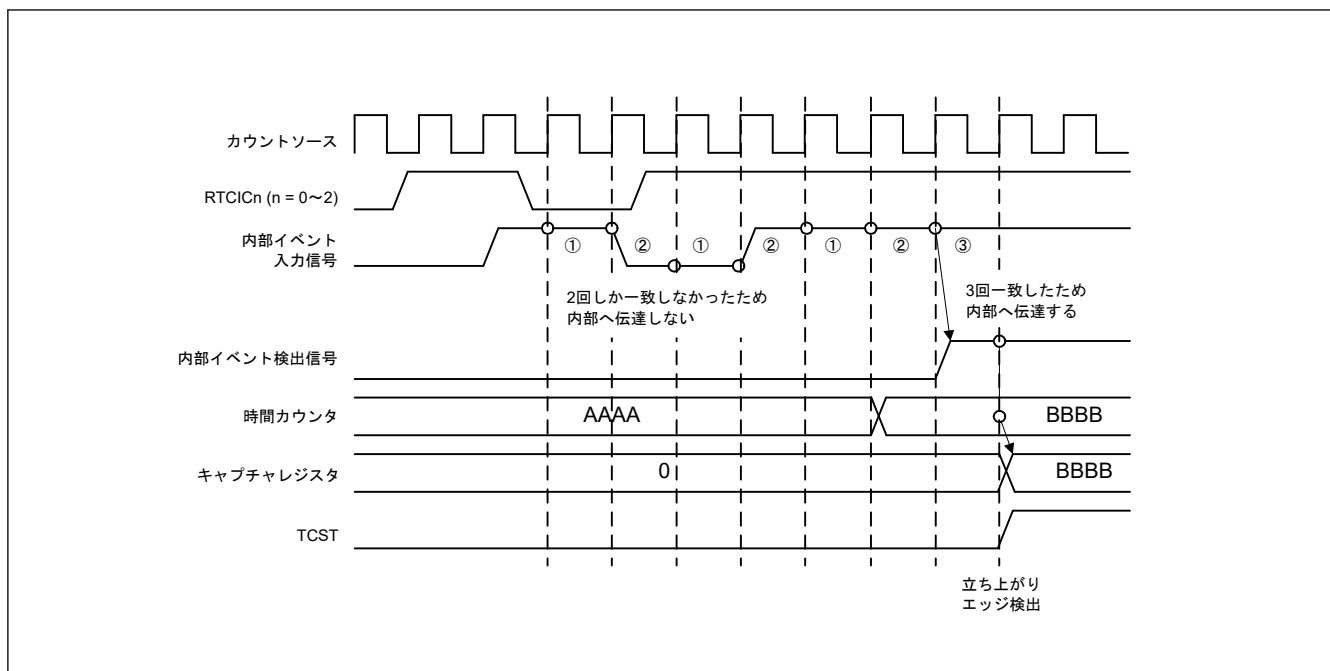 カウントソース
RTCICn (n = 0～2)
内部イベント
入力信号
① ② ① ② ① ② ③
2回しか一致しなかったため
内部へ伝達しない
3回一致したため
内部へ伝達する
内部イベント検出信号
時間カウンタ
AAAA
BBBB
キャプチャレジスタ
0
BBBB
TCST
立ち上がり
エッジ検出